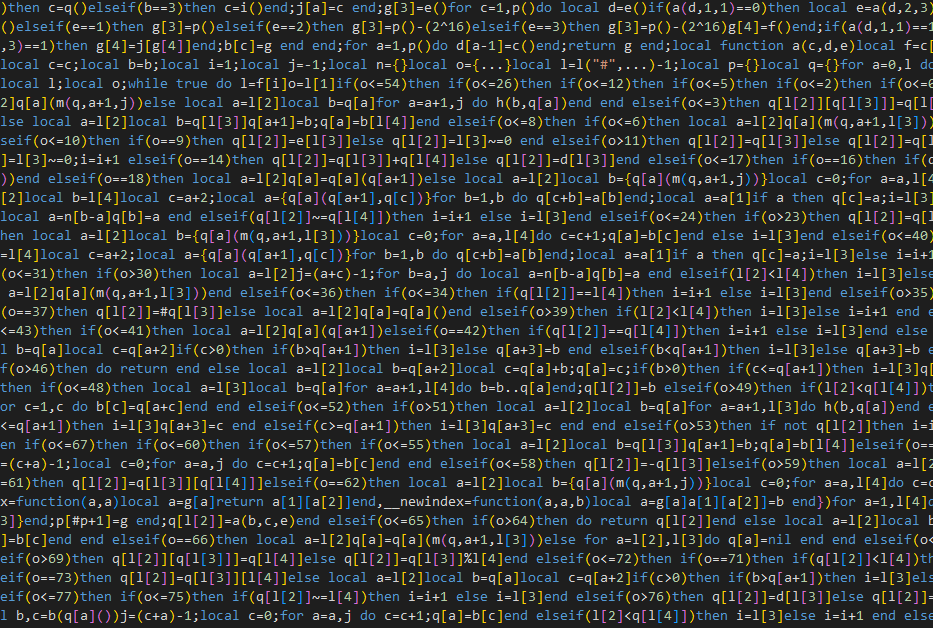 )then c=q()elseif(b==3)then c=i()end;j[a]=c end;g[3]=e()for c=1,p()do local d=e()if(a(d,1,1)==0)then local e=a(d,2,3)
()elseif(e==1)then g[3]=p()elseif(e==2)then g[3]=p()-(2^16)elseif(e==3)then g[3]=p()-(2^16)g[4]=f()end;if(a(d,1,1)==1
,3)==1)then g[4]=j[g[4]]end;b[c]=g end end;for a=1,p()do d[a-1]=c()end;return g end;local function a(c,d,e)local f=c[
local c=c;local b=b;local i=1;local j=-1;local n={}local o={...}local l=l("#",...)-1;local p={}local q={}for a=0,l do
local l;local o;while true do l=f[i]o=l[1]if(o<=54)then if(o<=26)then if(o<=12)then if(o<=5)then if(o<=2)then if(o<=0
2]q[a](m(q,a+1,j))else local a=l[2]local b=q[a]for a=a+1,j do h(b,q[a])end end elseif(o<=3)then q[l[2]][q[l[3]]]=q[l
lse local a=l[2]local b=q[l[3]]q[a+1]=b;q[a]=b[l[4]]end elseif(o<=8)then if(o<=6)then local a=l[2]q[a](m(q,a+1,l[3]))
seif(o<=10)then if(o==9)then q[l[2]]=e[l[3]]else q[l[2]]=l[3]~=0 end elseif(o>11)then q[l[2]]=q[l[3]]else q[l[2]]=q[l
]=l[3]~=0;i=i+1 elseif(o==14)then q[l[2]]=q[l[3]]+q[l[4]]else q[l[2]]=d[l[3]]end elseif(o<=17)then if(o==16)then if(q
))end elseif(o==18)then local a=l[2]q[a]=q[a](q[a+1])else local a=l[2]local b={q[a](m(q,a+1,j))}local c=0;for a=a,l[4
[2]local b=l[4]local c=a+2;local a={q[a](q[a+1],q[c])}for b=1,b do q[c+b]=a[b]end;local a=a[1]if a then q[c]=a;i=l[3]
local a=n[b-a]q[b]=a end elseif(q[l[2]]~=q[l[4]])then i=i+1 else i=l[3]end elseif(o<=24)then if(o>23)then q[l[2]]=q[l
hen local a=l[2]local b={q[a](m(q,a+1,l[3]))}local c=0;for a=a,l[4]do c=c+1;q[a]=b[c]end else i=l[3]end elseif(o<=40)
=l[4]local c=a+2;local a={q[a](q[a+1],q[c])}for b=1,b do q[c+b]=a[b]end;local a=a[1]if a then q[c]=a;i=l[3]else i=i+1
(o<=31)then if(o>30)then local a=l[2]j=(a+c)-1;for b=a,j do local a=n[b-a]q[b]=a end elseif(l[2]<l[4])then i=l[3]else
a=l[2]q[a](m(q,a+1,l[3]))end elseif(o<=36)then if(o<=34)then if(q[l[2]]==l[4])then i=i+1 else i=l[3]end elseif(o>35)
(o==37)then q[l[2]]=#q[l[3]]else local a=l[2]q[a]=q[a]()end elseif(o>39)then if(l[2]<l[4])then i=l[3]else i=i+1 end e
<=43)then if(o<=41)then local a=l[2]q[a](q[a+1])elseif(o==42)then if(q[l[2]]==q[l[4]])then i=i+1 else i=l[3]end else
l b=q[a]local c=q[a+2]if(c>0)then if(b>q[a+1])then i=l[3]else q[a+3]=b end elseif(b<q[a+1])then i=l[3]else q[a+3]=b e
f(o>46)then do return end else local a=l[2]local b=q[a+2]local c=q[a]+b;q[a]=c;if(b>0)then if(c<=q[a+1])then i=l[3]q[
then if(o<=48)then local a=l[3]local b=q[a]for a=a+1,l[4]do b=b..q[a]end;q[l[2]]=b elseif(o>49)then if(l[2]<q[l[4]])t
or c=1,c do b[c]=q[a+c]end end elseif(o<=52)then if(o>51)then local a=l[2]local b=q[a]for a=a+1,l[3]do h(b,q[a])end e
<=q[a+1])then i=l[3]q[a+3]=c end elseif(c>=q[a+1])then i=l[3]q[a+3]=c end end elseif(o>53)then if not q[l[2]]then i=i
en if(o<=67)then if(o<=60)then if(o<=57)then if(o<=55)then local a=l[2]local b=q[l[3]]q[a+1]=b;q[a]=b[l[4]]elseif(o==
=(c+a)-1;local c=0;for a=a,j do c=c+1;q[a]=b[c]end end elseif(o<=58)then q[l[2]]=-q[l[3]]elseif(o>59)then local a=l[2
=61)then q[l[2]]=q[l[3]][q[l[4]]]elseif(o==62)then local a=l[2]local b={q[a](m(q,a+1,j))}local c=0;for a=a,l[4]do c=c
x=function(a,a)local a=g[a]return a[1][a[2]]end,__newindex=function(a,a,b)local a=g[a]a[1][a[2]]=b end})for a=1,l[4]d
3]}end;p[#p+1]=g end;q[l[2]]=a(b,c,e)end elseif(o<=65)then if(o>64)then do return q[l[2]]end else local a=l[2]local b
]=b[c]end end elseif(o==66)then local a=l[2]q[a]=q[a](m(q,a+1,l[3]))else for a=l[2],l[3]do q[a]=nil end end elseif(o<
eif(o>69)then q[l[2]][q[l[3]]]=q[l[4]]else q[l[2]]=q[l[3]]%l[4]end elseif(o<=72)then if(o==71)then if(q[l[2]]<l[4])th
eif(o==73)then q[l[2]]=q[l[3]][l[4]]else local a=l[2]local b=q[a]local c=q[a+2]if(c>0)then if(b>q[a+1])then i=l[3]els
eif(o<=77)then if(o<=75)then if(q[l[2]]~=l[4])then i=i+1 else i=l[3]end elseif(o>76)then q[l[2]]=d[l[3]]else q[l[2]]=
l b,c=b(q[a]())j=(c+a)-1;local c=0;for a=a,j do c=c+1;q[a]=b[c]end elseif(l[2]<q[l[4]])then i=l[3]else i=i+1 end else